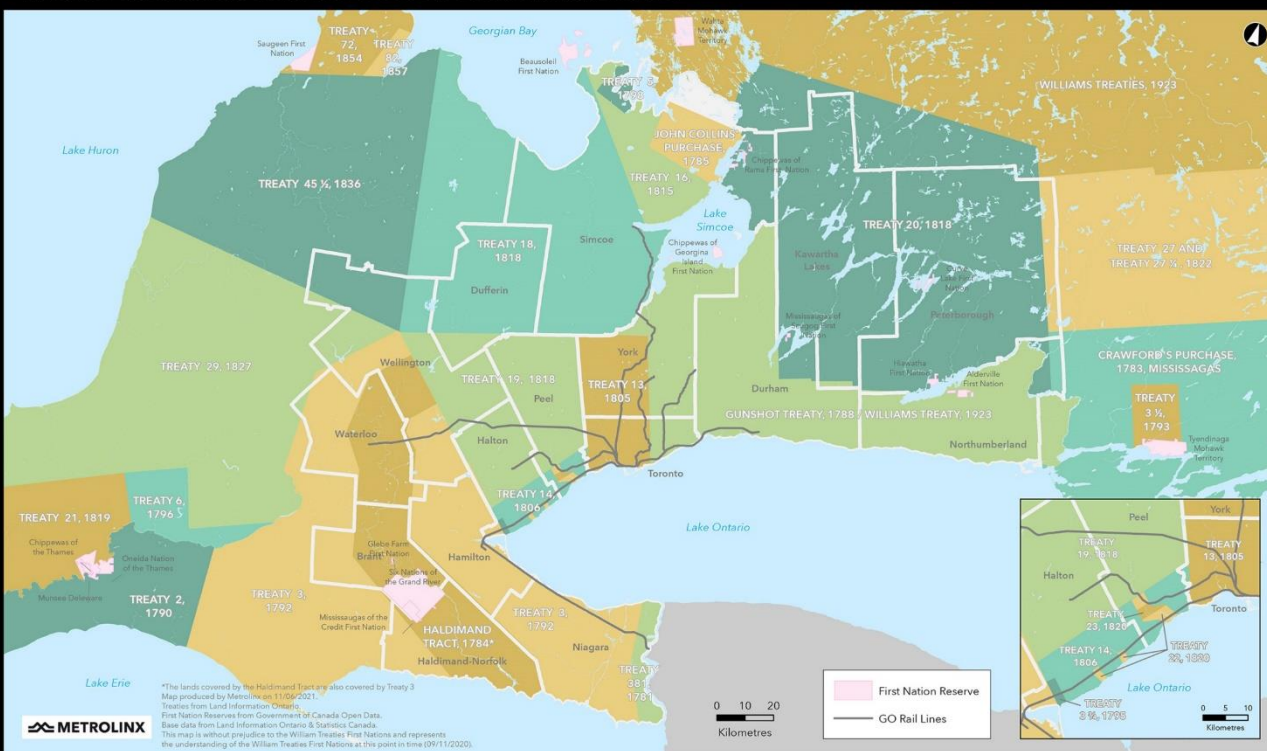 Saugeen First
Nation
TREATY
72,
1854
TREATY
82,
1857
Georgian Bay
Beausoleil
First Nation
Wahta
Mohawk
Territory
TREATY 5,
1798
WILLIAMS TREATIES, 1923
Lake Huron
JOHN COLLINS
PURCHASE,
1785
Chippewas of
Rama First Nation
TREATY 45 ½, 1836
TREATY 16,
1815
Lake
Simcoe
TREATY 20, 1818
TREATY 18,
1818
Simcoe
Chippewas of
Georgina
Island
First Nation
Kawartha
Lakes
TREATY 27 AND
TREATY 27 ¼, 1822
Dufferin
Lake First
Nation
Peterborough
Mississaugas of
Scugog First
Nation
TREATY 29, 1827
Wellington
York
CRAWFORD'S PURCHASE,
1783, MISSISSAGAS
Hiawatha
First Nation
Alderville
First Nation
TREATY 19, 1818
TREATY 13,
1805
Peel
Durham
TREATY
3 ½,
1793
GUNSHOT TREATY, 1788 / WILLIAMS TREATY, 1923
Waterloo
Halton
Northumberland
Tyendinaga
Mohawk
Territory
Toronto
TREATY 14,
1806
TREATY 6,
1796
TREATY 21, 1819
Lake Ontario
Chippewas of
the Thames
Oneida Nation
of the Thames
Glebe Farm
First Nation
Brant
Hamilton
Six Nations of
the Grand River
Munsee Delaware
TREATY 2,
1790
TREATY 3,
1792
Mississaugas of the
Credit First Nation
TREATY 3,
1792
HALDIMAND
TRACT, 1784*
Niagara
Haldimand-Norfolk
TREATY
381,
1781
Lake Erie
*The lands covered by the Haldimand Tract are also covered by Treaty 3
Map produced by Metrolinx on 11/06/2021.
Treaties from Land Information Ontario.
First Nation Reserves from Government of Canada Open Data.
Base data from Land Information Ontario & Statistics Canada.
This map is without prejudice to the Williams Treaties First Nations and represents
the understanding of the William Treaties First Nations at this point in time (09/11/2020).
METROLINX
0 10 20
Kilometres
First Nation Reserve
GO Rail Lines
Peel
York
TREATY
19, 1818
TREATY
13, 1805
Halton
Toronto
TREATY
23, 1820
TREATY
22, 1820
TREATY 14,
1806
Lake Ontario
TREATY
3 ¾, 1795
0 5 10
Kilometres